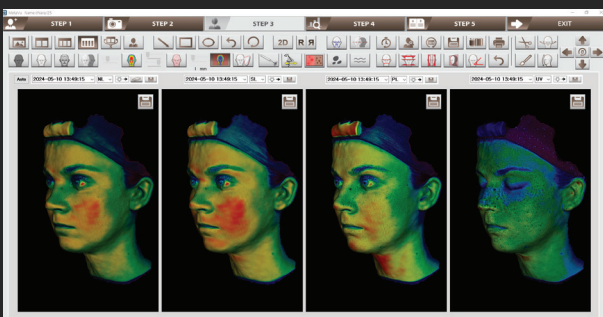 STEP 1 STEP 2 STEP 3 STEP 4 STEP 5 EXIT
2D R R
1 mm
Auto 2024-05-10 13:49:15 NL M 2024-05-10 13:49:15 SL M 2024-05-10 13:49:15 PL M 2024-05-10 13:49:15 UV M